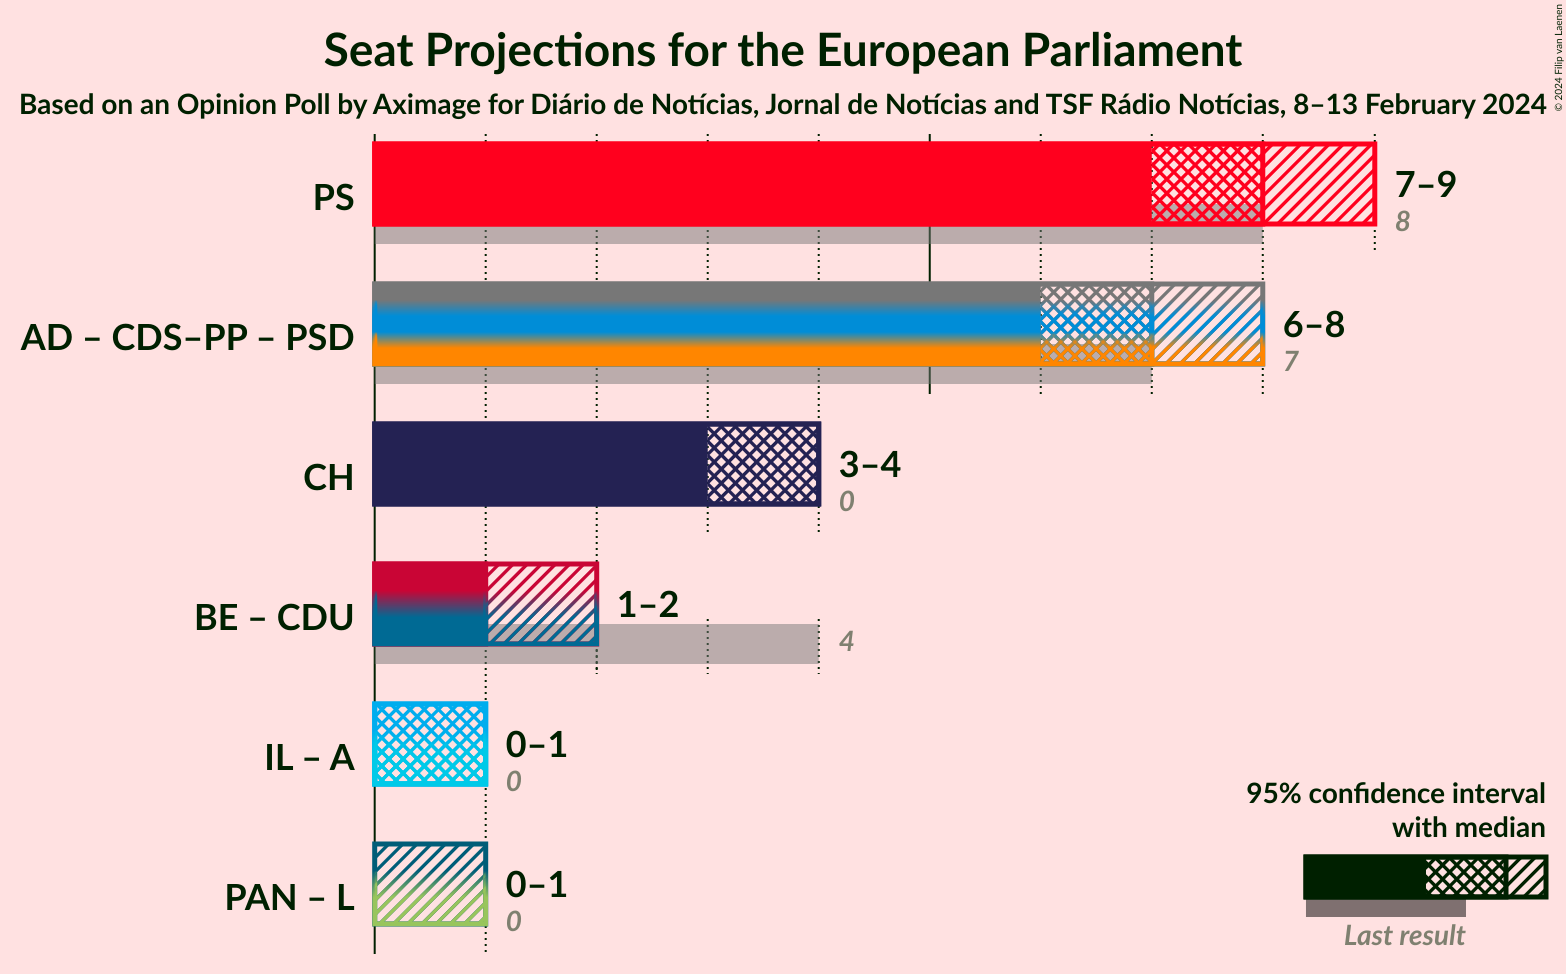 Seat Projections for the European Parliament
Based on an Opinion Poll by Aximage for Diário de Notícias, Jornal de Notícias and TSF Rádio Notícias, 8–13 February 2024
© 2024 Filip van Laenen
PS
7–9
8
AD – CDS–PP – PSD
6–8
7
CH
3–4
0
BE – CDU
1–2
4
IL – A
0–1
0
PAN – L
0–1
0
95% confidence interval
with median
Last result